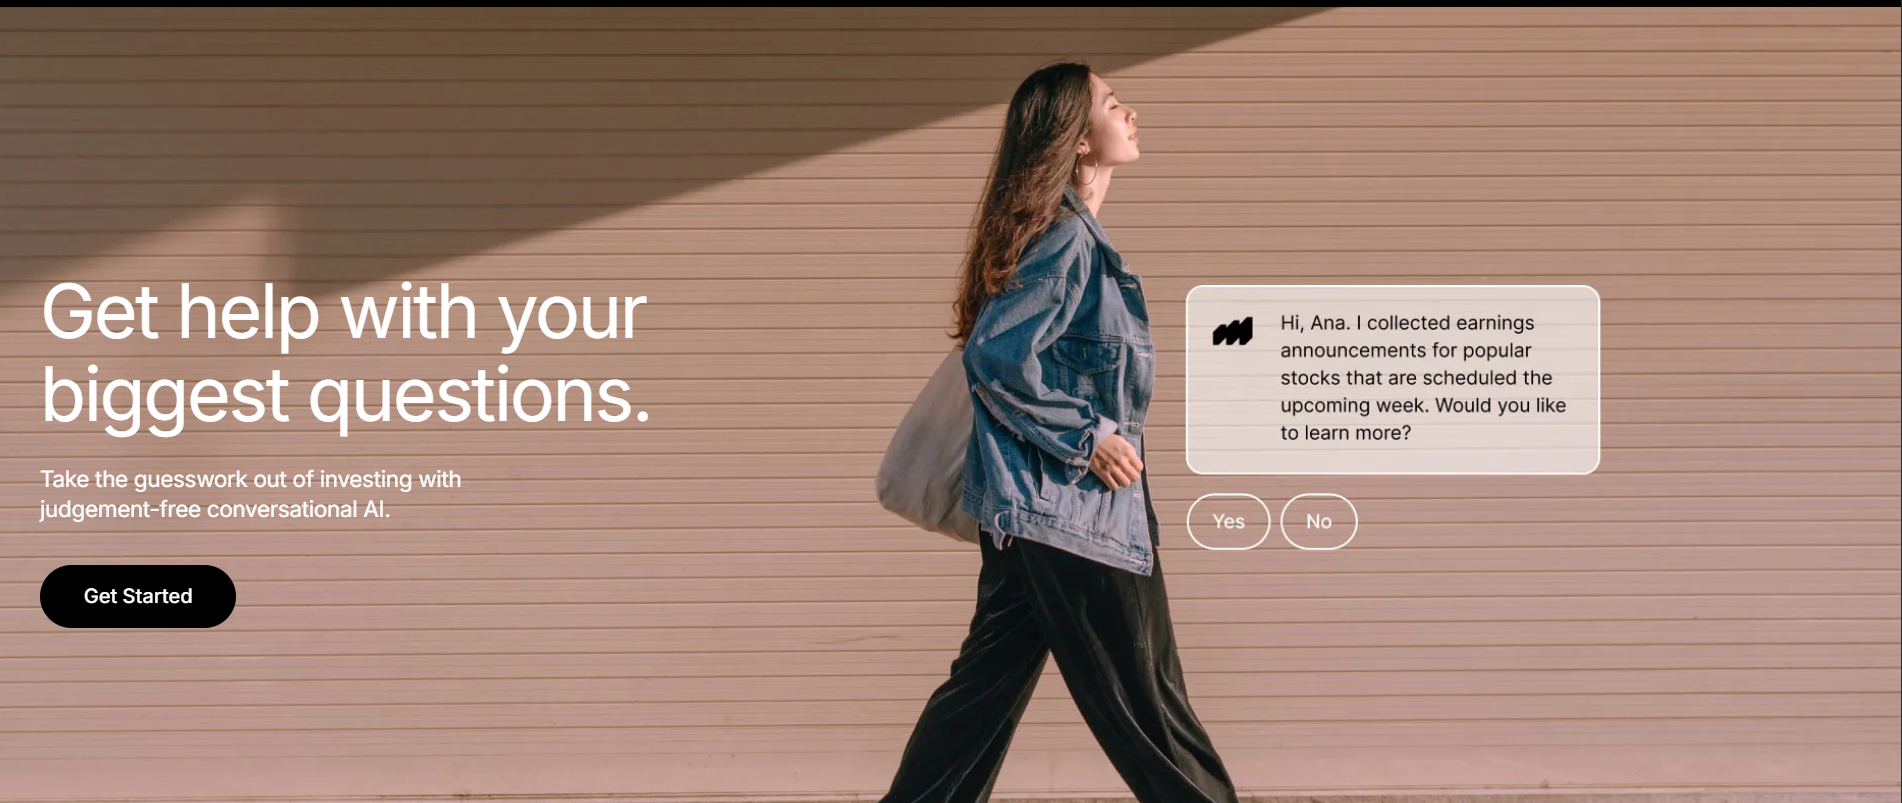 Get help with your
biggest questions.
Take the guesswork out of investing with
judgement-free conversational AI.
Get Started
Hi, Ana. I collected earnings
announcements for popular
stocks that are scheduled the
upcoming week. Would you like
to learn more?
Yes
No